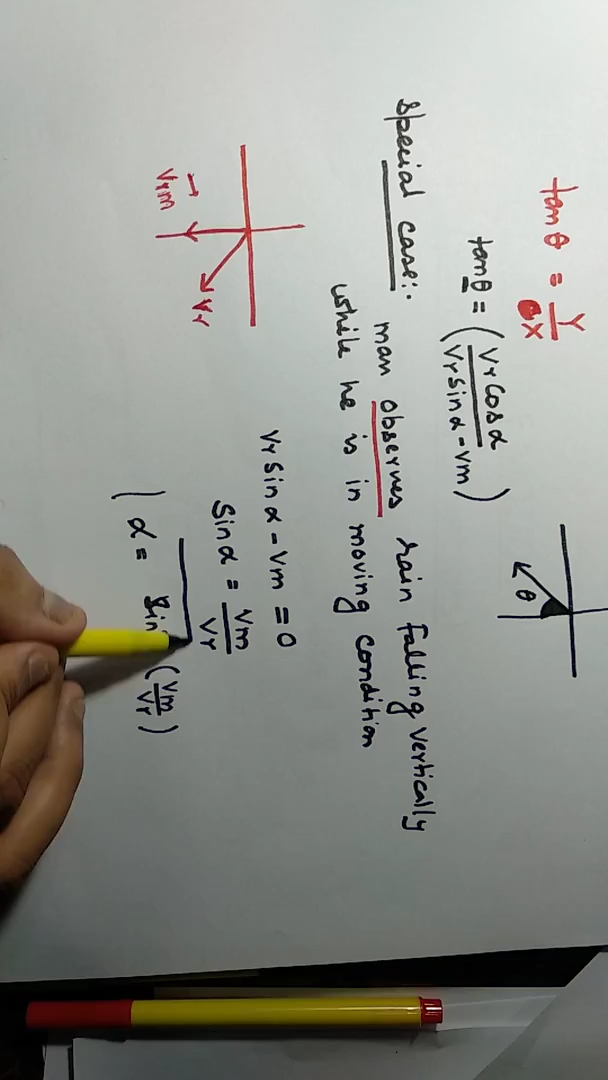 tan θ = Y/X
tan θ = (Vr cos α / Vr sin α - Vm)
θ
Special case:-
man observes rain falling vertically
while he is in moving condition
Vr
Vrm
Vr sin α - Vm = 0
Sin α = Vm/Vr
α = Sin (Vm/Vr)